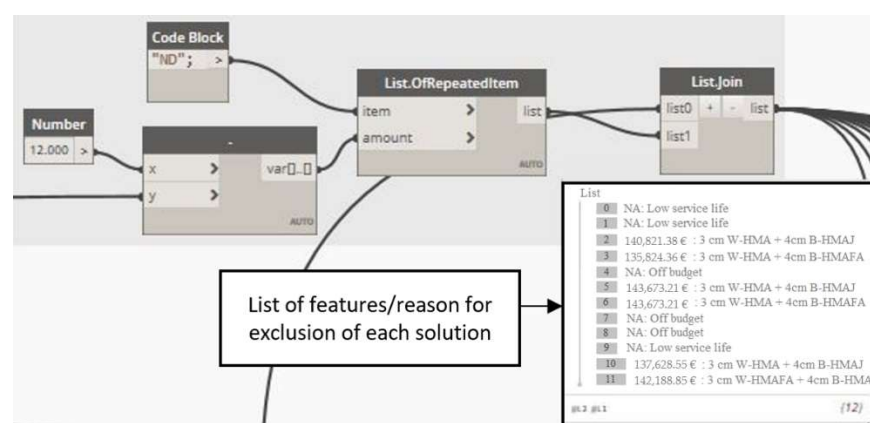 Code Block
"ND"; >
List.OfRepeatedItem
item > list
amount >
AUTO
List.Join
list0 + - list
list1
Number
12.000 >
-
x > var[]..[]
y >
AUTO
List of features/reason for
exclusion of each solution
List
0 NA: Low service life
1 NA: Low service life
2 140,821.38 € : 3 cm W-HMA + 4cm B-HMAJ
3 135,824.36 € : 3 cm W-HMA + 4cm B-HMAFA
4 NA: Off budget
5 143,673.21 € : 3 cm W-HMA + 4cm B-HMAJ
6 143,673.21 € : 3 cm W-HMA + 4cm B-HMAFA
7 NA: Off budget
8 NA: Off budget
9 NA: Low service life
10 137,628.55 € : 3 cm W-HMA + 4cm B-HMAJ
11 142,188.85 € : 3 cm W-HMAFA + 4cm B-HMA
@L2 @L1 {12}